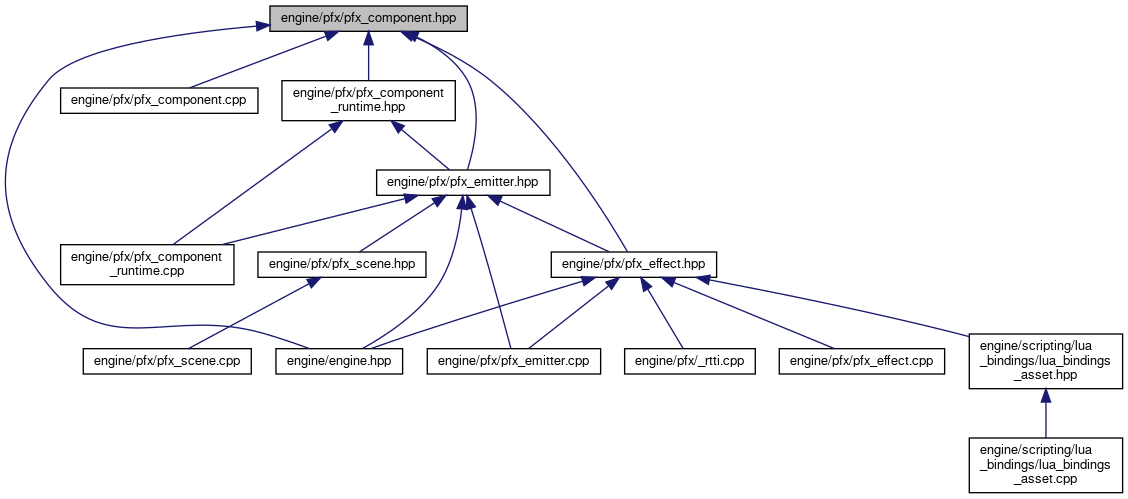 engine/pfx/pfx_component.hpp
engine/pfx/pfx_component.cpp
engine/pfx/pfx_component
_runtime.hpp
engine/pfx/pfx_emitter.hpp
engine/pfx/pfx_component
_runtime.cpp
engine/pfx/pfx_scene.hpp
engine/pfx/pfx_effect.hpp
engine/pfx/pfx_scene.cpp
engine/engine.hpp
engine/pfx/pfx_emitter.cpp
engine/pfx/_rtti.cpp
engine/pfx/pfx_effect.cpp
engine/scripting/lua
_bindings/lua_bindings
_asset.hpp
engine/scripting/lua
_bindings/lua_bindings
_asset.cpp